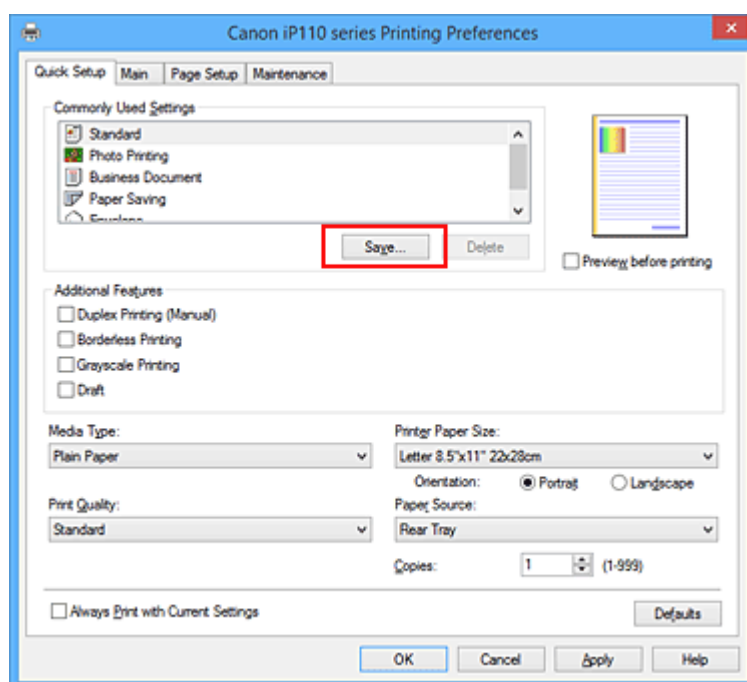 Canon iP110 series Printing Preferences
Quick Setup Main Page Setup Maintenance
Commonly Used Settings
Standard
Photo Printing
Business Document
Paper Saving
Envelope
Save... Delete
Preview before printing
Additional Features
Duplex Printing (Manual)
Borderless Printing
Grayscale Printing
Draft
Media Type: Printer Paper Size:
Plain Paper Letter 8.5"x11" 22x28cm
Orientation: Portrait Landscape
Print Quality: Paper Source:
Standard Rear Tray
Copies: 1 (1-999)
Always Print with Current Settings Defaults
OK Cancel Apply Help